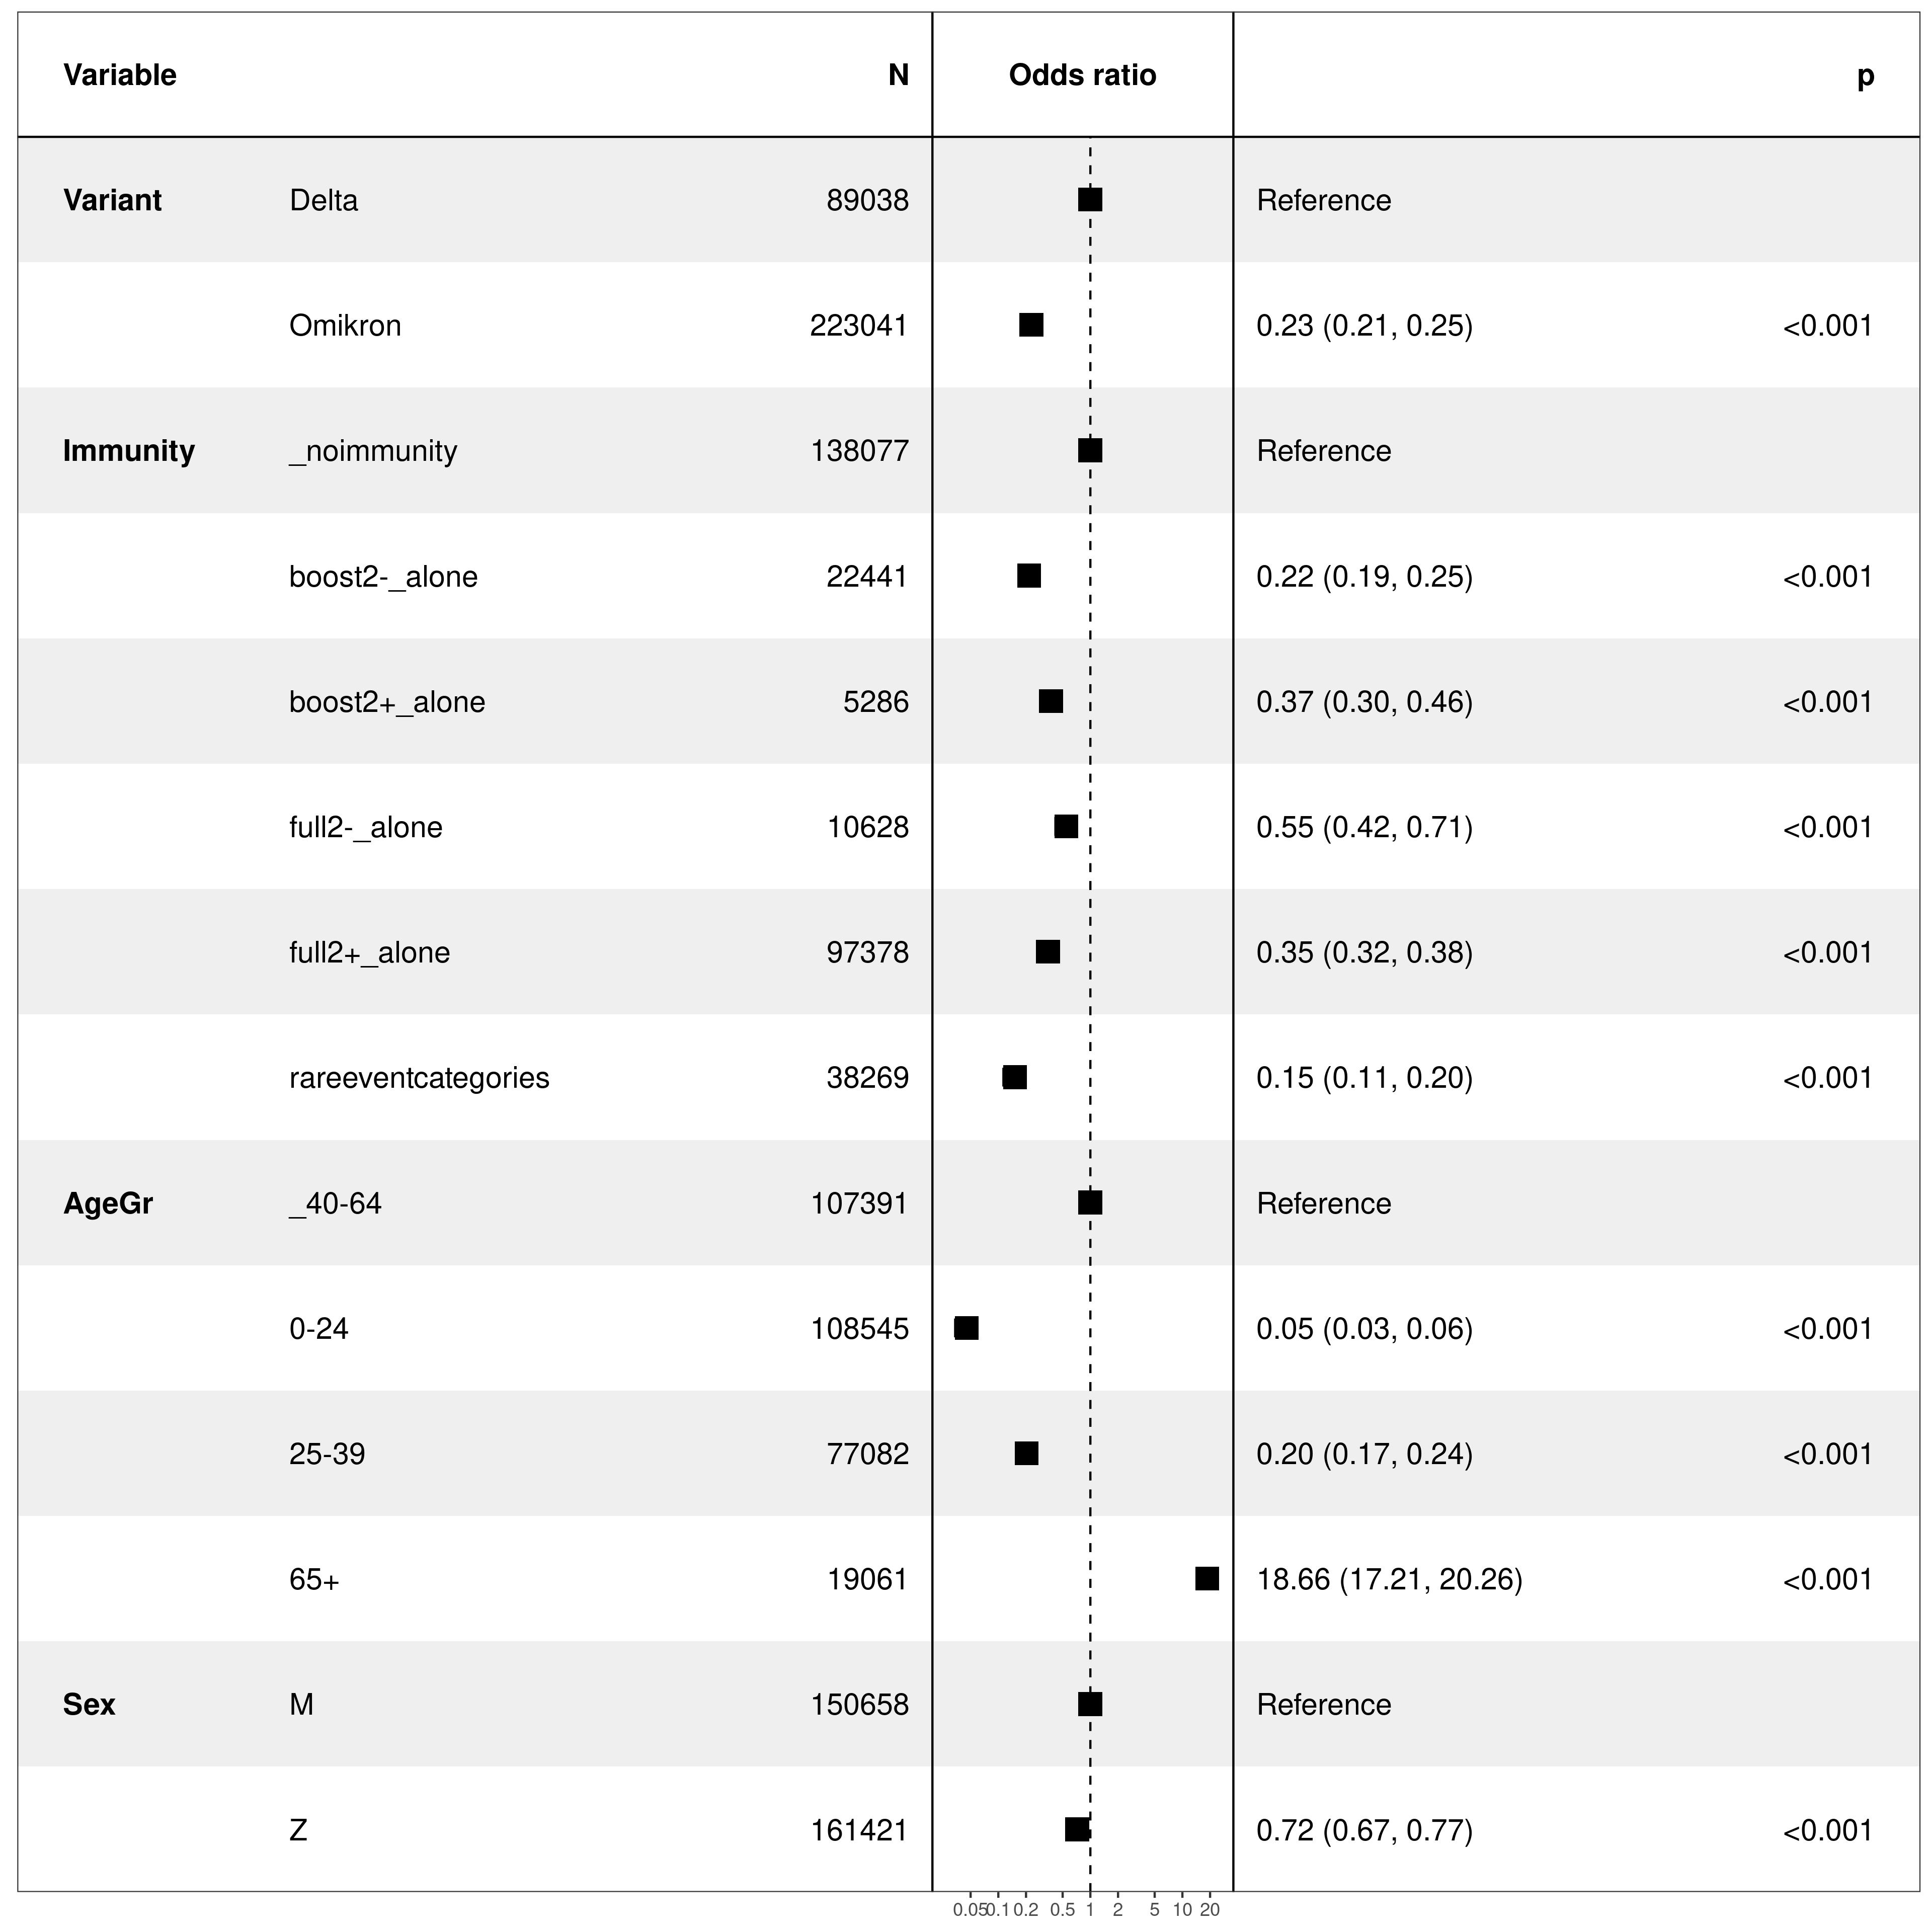 Variable N Odds ratio p
Variant Delta 89038 Reference
Omikron 223041 0.23 (0.21, 0.25) <0.001
Immunity _noimmunity 138077 Reference
boost2-_alone 22441 0.22 (0.19, 0.25) <0.001
boost2+_alone 5286 0.37 (0.30, 0.46) <0.001
full2-_alone 10628 0.55 (0.42, 0.71) <0.001
full2+_alone 97378 0.35 (0.32, 0.38) <0.001
rareeventcategories 38269 0.15 (0.11, 0.20) <0.001
AgeGr _40-64 107391 Reference
0-24 108545 0.05 (0.03, 0.06) <0.001
25-39 77082 0.20 (0.17, 0.24) <0.001
65+ 19061 18.66 (17.21, 20.26) <0.001
Sex M 150658 Reference
Z 161421 0.72 (0.67, 0.77) <0.001
0.05 0.1 0.2 0.5 1 2 5 10 20